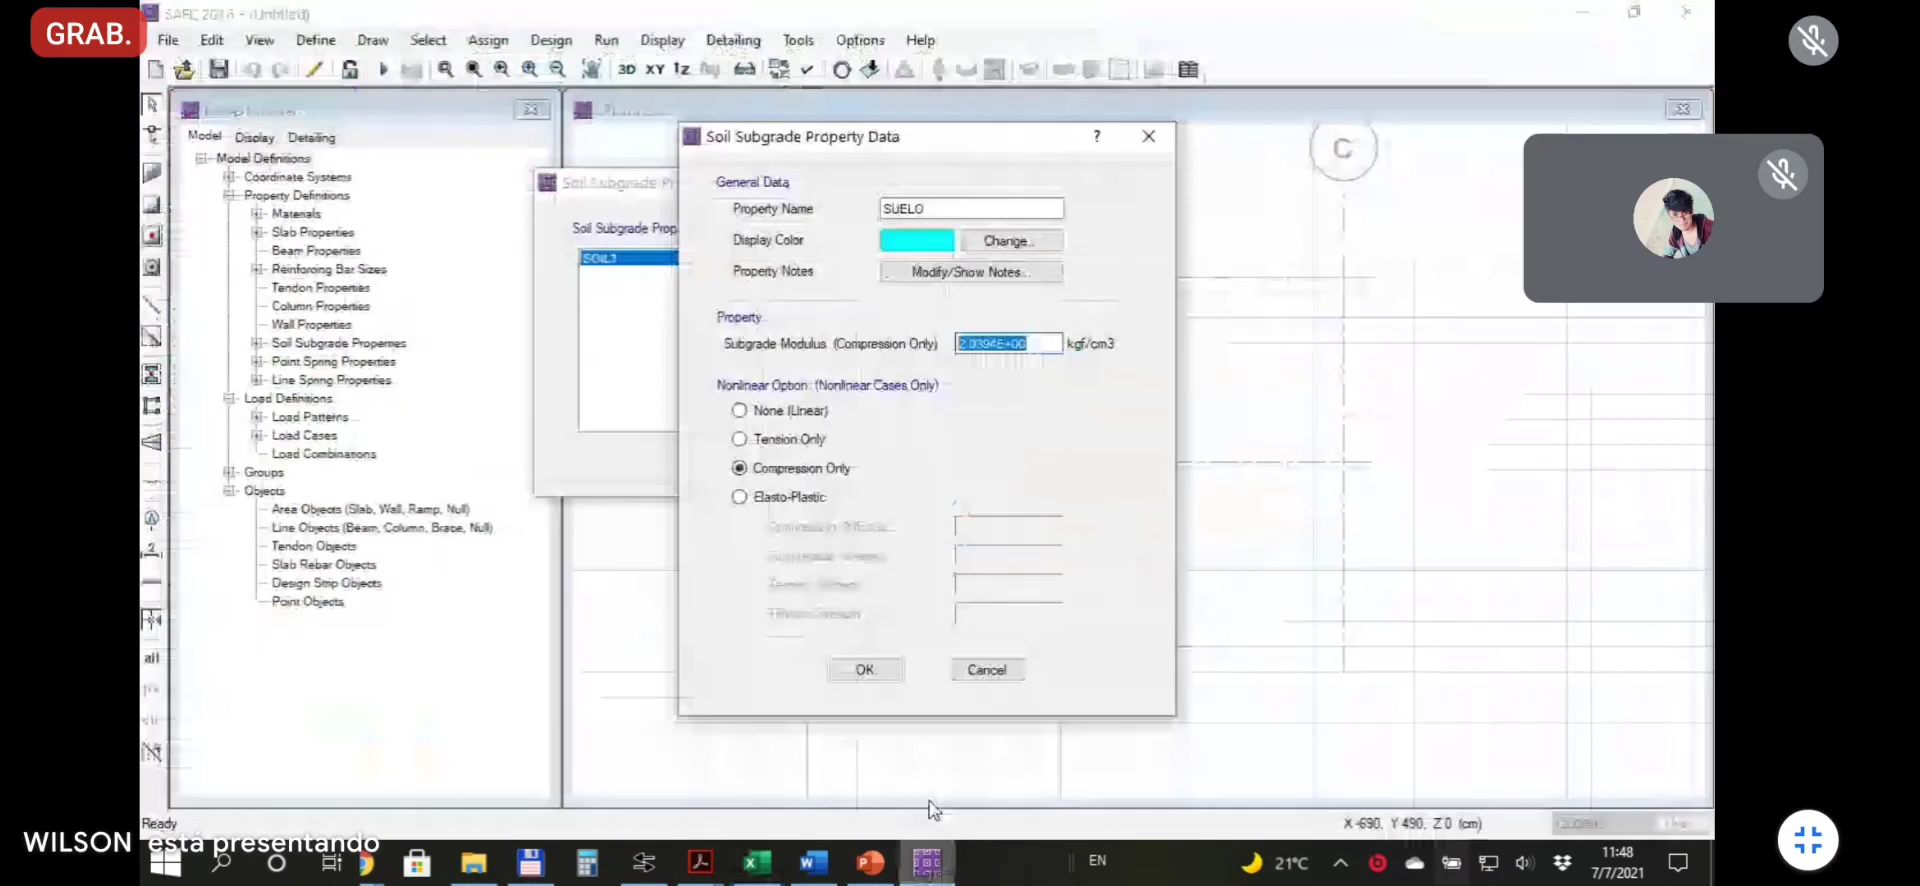 GRAB.
SAFE 2016 - (Untitled)
File Edit View Define Draw Select Assign Design Run Display Detailing Tools Options Help
3D XY
Model Display Detailing
Model Definitions
Coordinate Systems
Property Definitions
Materials
Slab Properties
Beam Properties
Reinforcing Bar Sizes
Tendon Properties
Column Properties
Wall Properties
Soil Subgrade Properties
Point Spring Properties
Line Spring Properties
Load Definitions
Load Patterns
Load Cases
Load Combinations
Groups
Objects
Area Objects (Slab, Wall, Ramp, Null)
Line Objects (Beam, Column, Brace, Null)
Tendon Objects
Slab Rebar Objects
Design Strip Objects
Point Objects
all
Soil Subgrade Pr
Soil Subgrade Prop
SOIL1
Soil Subgrade Property Data
?
General Data
Property Name SUELO
Display Color Change...
Property Notes Modify/Show Notes...
Property
Subgrade Modulus (Compression Only) 2.0394E+00 kgf/cm3
Nonlinear Option: (Nonlinear Cases Only)
None (Linear)
Tension Only
Compression Only
Elasto-Plastic
OK Cancel
C
Ready
X -690, Y 490, Z 0 (cm)
WILSON está presentando
EN
21°C
11:48
7/7/2021